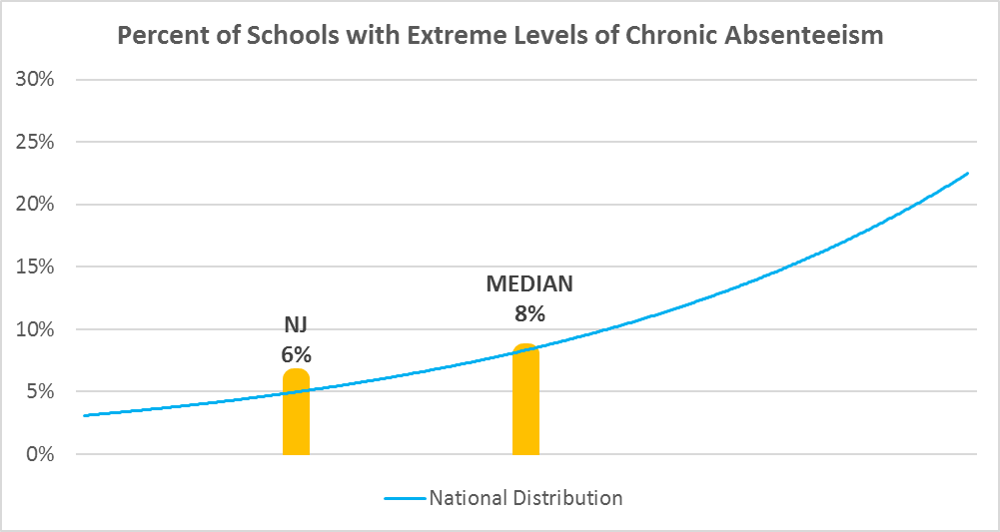 Percent of Schools with Extreme Levels of Chronic Absenteeism
30%
25%
20%
15%
10%
5%
0%
MEDIAN
8%
NJ
6%
National Distribution